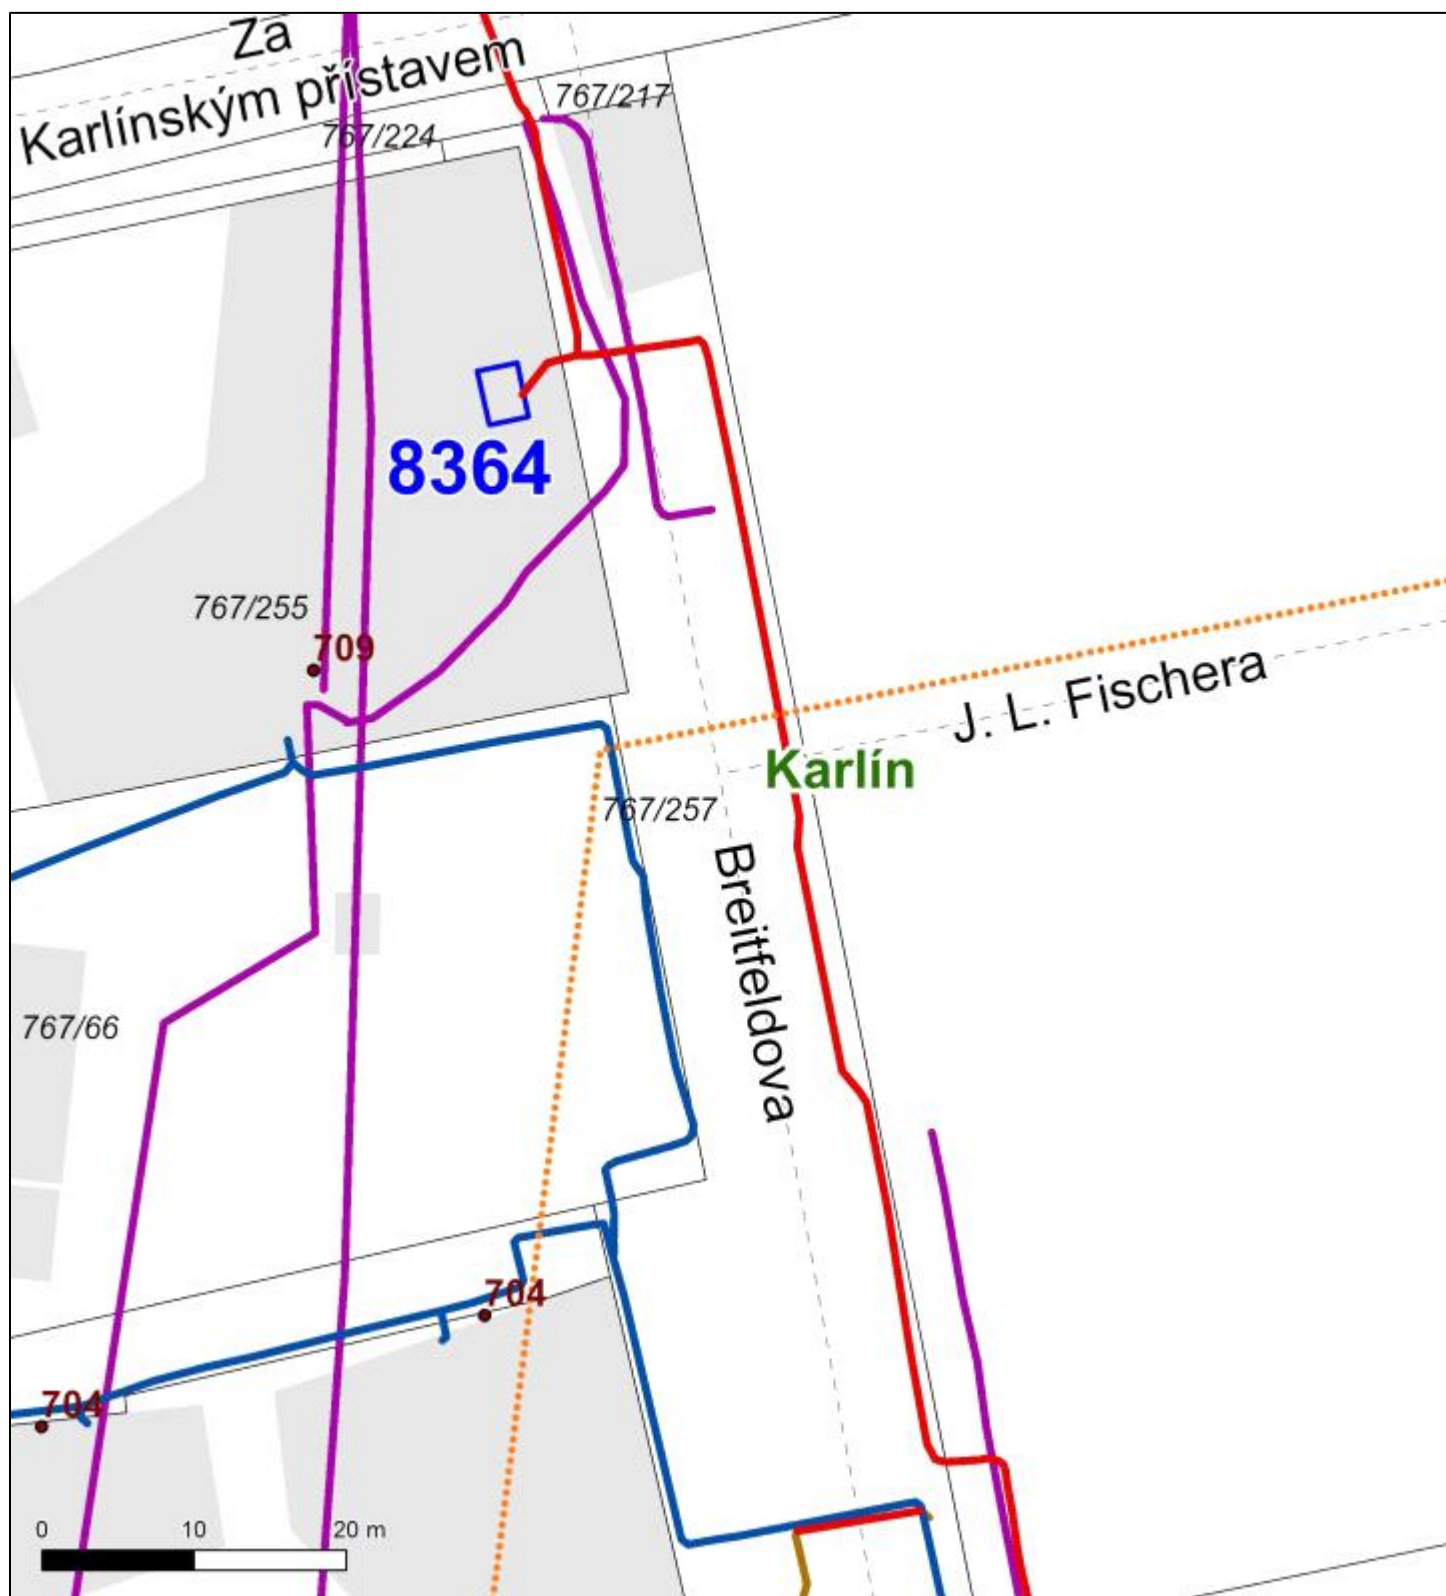 Za
Karlínským přístavem
767/217
767/224
8364
767/255
709
J. L. Fischera
Karlín
767/257
Breitfeldova
767/66
704
704
0 10 20 m